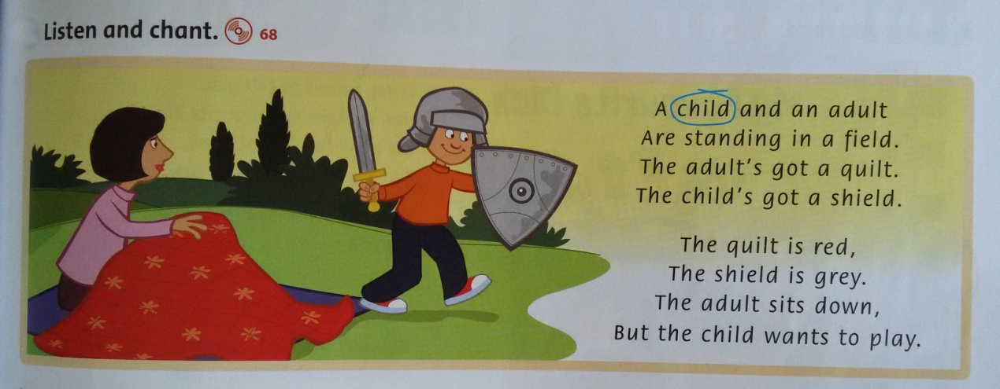 Listen and chant. 68
A child and an adult
Are standing in a field.
The adult's got a quilt.
The child's got a shield.
The quilt is red,
The shield is grey.
The adult sits down,
But the child wants to play.